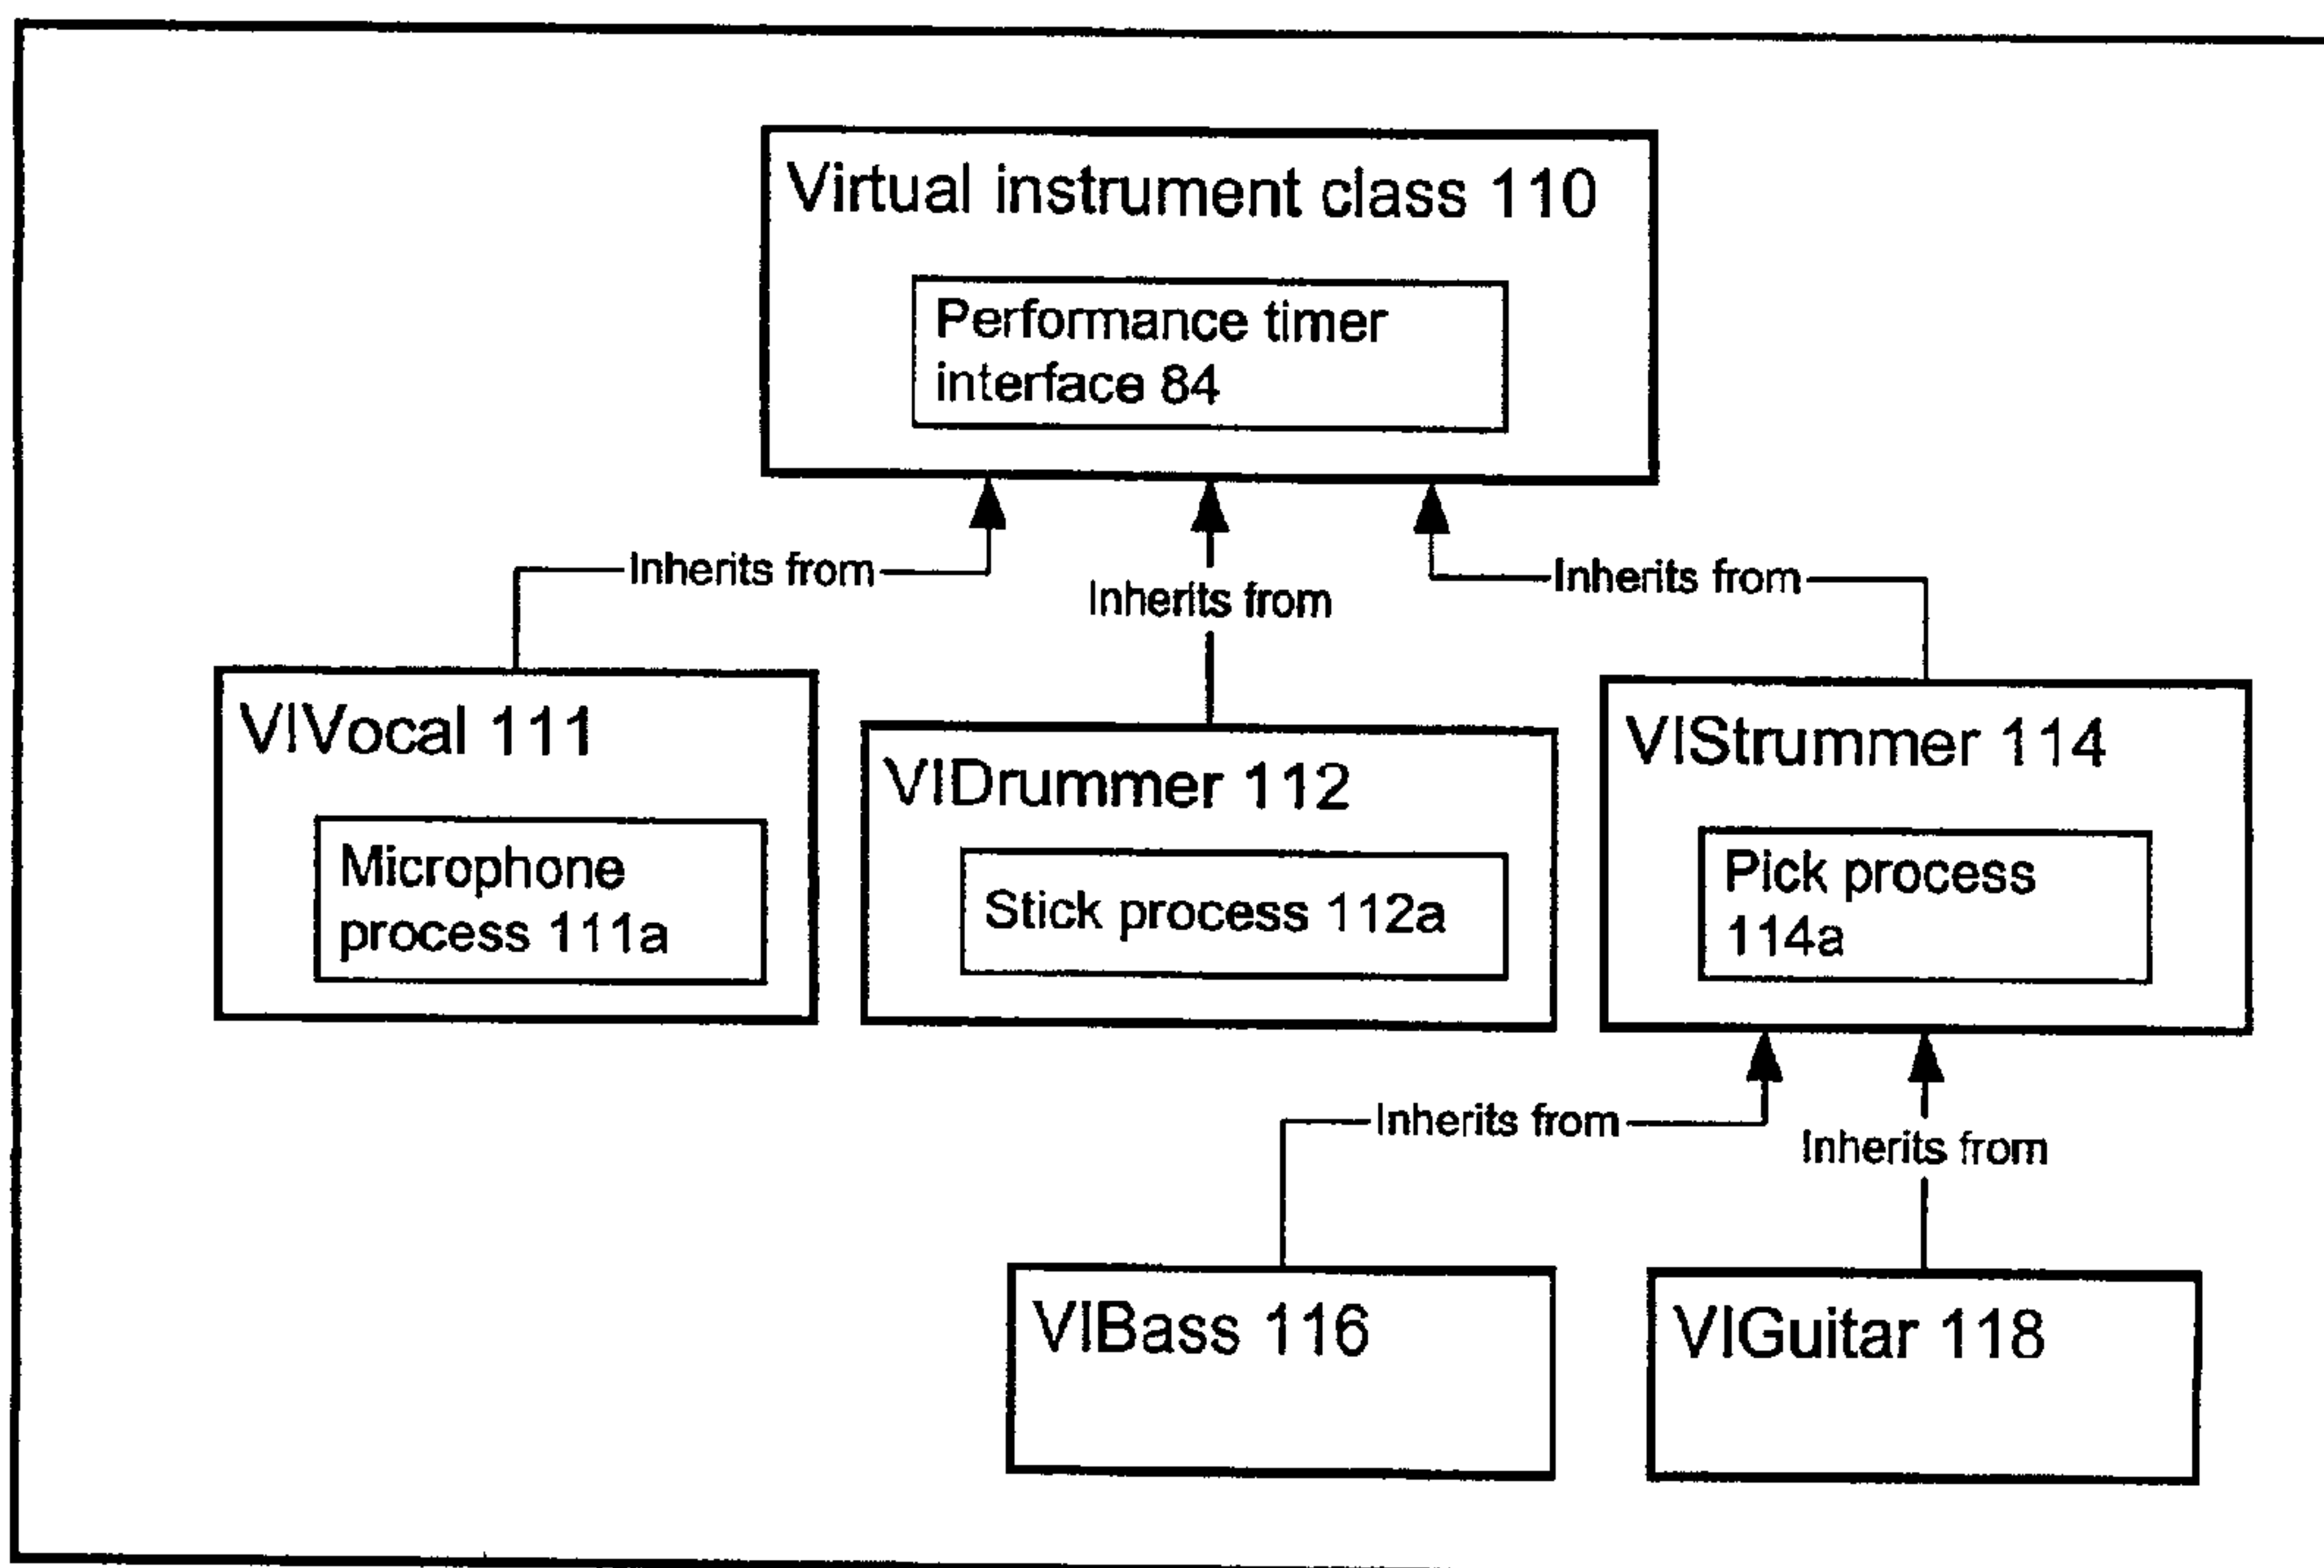 Virtual instrument class 110
Performance timer
interface 84
Inherits from
Inherits from
Inherits from
VIVocal 111
Microphone
process 111a
VIDrummer 112
Stick process 112a
VIStrummer 114
Pick process
114a
Inherits from
Inherits from
VIBass 116
VIGuitar 118